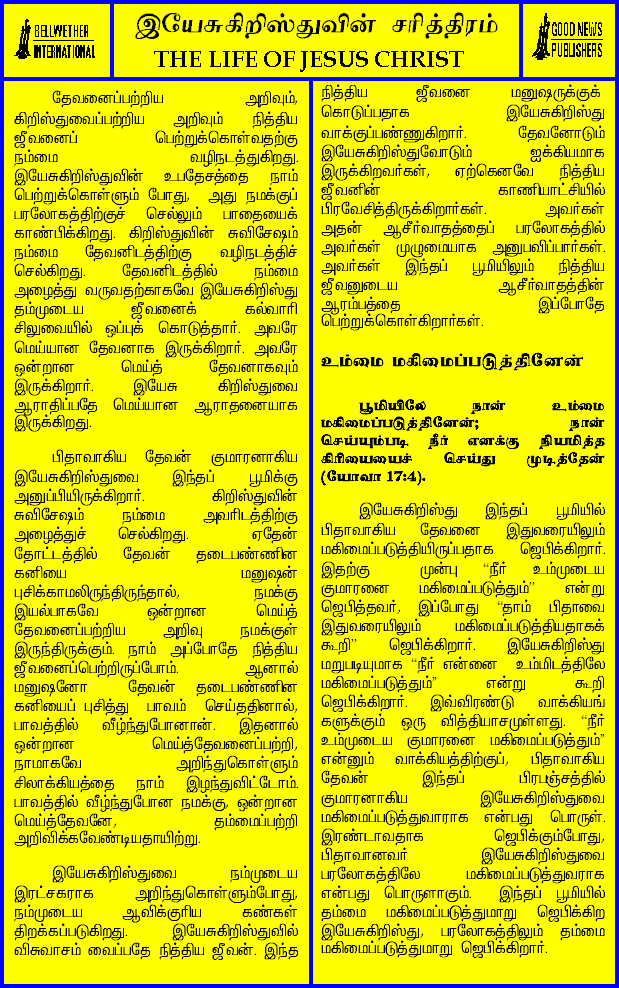 BELLWETHER
INTERNATIONAL
இயேசுகிறிஸ்துவின் சரித்திரம்
THE LIFE OF JESUS CHRIST
GOOD NEWS
PUBLISHERS
தேவனைப்பற்றிய அறிவும்,
கிறிஸ்துவைப்பற்றிய அறிவும் நித்திய
ஜீவனைப் பெற்றுக்கொள்வதற்கு
நம்மை வழிநடத்துகிறது.
இயேசுகிறிஸ்துவின் உபதேசத்தை நாம்
பெற்றுக்கொள்ளும் போது, அது நமக்குப்
பரலோகத்திற்குச் செல்லும் பாதையைக்
காண்பிக்கிறது. கிறிஸ்துவின் சுவிசேஷம்
நம்மை தேவனிடத்திற்கு வழிநடத்திச்
செல்கிறது. தேவனிடத்தில் நம்மை
அழைத்து வருவதற்காகவே இயேசுகிறிஸ்து
தம்முடைய ஜீவனைக் கல்வாரி
சிலுவையில் ஒப்புக் கொடுத்தார். அவரே
மெய்யான தேவனாக இருக்கிறார். அவரே
ஒன்றான மெய்த் தேவனாகவும்
இருக்கிறார். இயேசு கிறிஸ்துவை
ஆராதிப்பதே மெய்யான ஆராதனையாக
இருக்கிறது.
பிதாவாகிய தேவன் குமாரனாகிய
இயேசுகிறிஸ்துவை இந்தப் பூமிக்கு
அனுப்பியிருக்கிறார். கிறிஸ்துவின்
சுவிசேஷம் நம்மை அவரிடத்திற்கு
அழைத்துச் செல்கிறது. ஏதேன்
தோட்டத்தில் தேவன் தடைபண்ணின
கனியை மனுஷன்
புசிக்காமலிருந்திருந்தால், நமக்கு
இயல்பாகவே ஒன்றான மெய்த்
தேவனைப்பற்றிய அறிவு நமக்குள்
இருந்திருக்கும். நாம் அப்போதே நித்திய
ஜீவனைப்பெற்றிருப்போம். ஆனால்
மனுஷனோ தேவன் தடைபண்ணின
கனியைப் புசித்து பாவம் செய்ததினால்,
பாவத்தில் வீழ்ந்துபோனான். இதனால்
ஒன்றான மெய்த்தேவனைப்பற்றி,
நாமாகவே அறிந்துகொள்ளும்
சிலாக்கியத்தை நாம் இழந்துவிட்டோம்.
பாவத்தில் வீழ்ந்துபோன நமக்கு, ஒன்றான
மெய்த்தேவனே, தம்மைப்பற்றி
அறிவிக்கவேண்டியதாயிற்று.
இயேசுகிறிஸ்துவை நம்முடைய
இரட்சகராக அறிந்துகொள்ளும்போது,
நம்முடைய ஆவிக்குரிய கண்கள்
திறக்கப்படுகிறது. இயேசுகிறிஸ்துவில்
விசுவாசம் வைப்பதே நித்திய ஜீவன். இந்த
நித்திய ஜீவனை மனுஷருக்குக்
கொடுப்பதாக இயேசுகிறிஸ்து
வாக்குப்பண்ணுகிறார். தேவனோடும்
இயேசுகிறிஸ்துவோடும் ஐக்கியமாக
இருக்கிறவர்கள், ஏற்கெனவே நித்திய
ஜீவனின் காணியாட்சியில்
பிரவேசித்திருக்கிறார்கள். அவர்கள்
அதன் ஆசீர்வாதத்தைப் பரலோகத்தில்
அவர்கள் முழுமையாக அனுபவிப்பார்கள்.
அவர்கள் இந்தப் பூமியிலும் நித்திய
ஜீவனுடைய ஆசீர்வாதத்தின்
ஆரம்பத்தை இப்போதே
பெற்றுக்கொள்கிறார்கள்.
உம்மை மகிமைப்படுத்தினேன்
பூமியிலே நான் உம்மை
மகிமைப்படுத்தினேன்; நான்
செய்யும்படி நீர் எனக்கு நியமித்த
கிரியையைச் செய்து முடித்தேன்
(யோவா 17:4).
இயேசுகிறிஸ்து இந்தப் பூமியில்
பிதாவாகிய தேவனை இதுவரையிலும்
மகிமைப்படுத்தியிருப்பதாக ஜெபிக்கிறார்.
இதற்கு முன்பு “நீர் உம்முடைய
குமாரனை மகிமைப்படுத்தும்” என்று
ஜெபித்தவர், இப்போது “தாம் பிதாவை
இதுவரையிலும் மகிமைப்படுத்தியதாகக்
கூறி” ஜெபிக்கிறார். இயேசுகிறிஸ்து
மறுபடியுமாக “நீர் என்னை உம்மிடத்திலே
மகிமைப்படுத்தும்” என்று கூறி
ஜெபிக்கிறார். இவ்விரண்டு வாக்கியங்
களுக்கும் ஒரு வித்தியாசமுள்ளது. “நீர்
உம்முடைய குமாரனை மகிமைப்படுத்தும்”
என்னும் வாக்கியத்திற்குப், பிதாவாகிய
தேவன் இந்தப் பிரபஞ்சத்தில்
குமாரனாகிய இயேசுகிறிஸ்துவை
மகிமைப்படுத்துவாராக என்பது பொருள்.
இரண்டாவதாக ஜெபிக்கும்போது,
பிதாவானவர் இயேசுகிறிஸ்துவை
பரலோகத்திலே மகிமைப்படுத்துவராக
என்பது பொருளாகும். இந்தப் பூமியில்
தம்மை மகிமைப்படுத்துமாறு ஜெபிக்கிற
இயேசுகிறிஸ்து, பரலோகத்திலும் தம்மை
மகிமைப்படுத்துமாறு ஜெபிக்கிறார்.